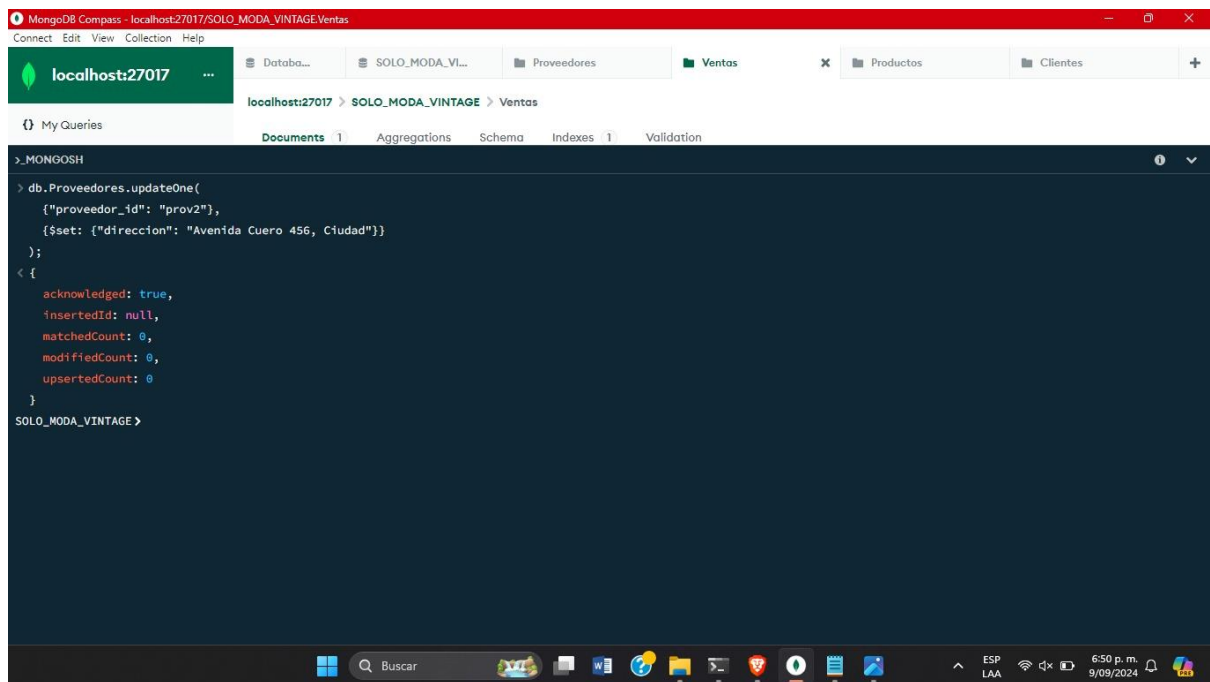 MongoDB Compass - localhost:27017/SOLO_MODA_VINTAGE.Ventas
Connect Edit View Collection Help
localhost:27017 ...
Databa... SOLO_MODA_VI... Proveedores Ventas Productos Clientes
localhost:27017 > SOLO_MODA_VINTAGE > Ventas
{} My Queries
Documents 1 Aggregations Schema Indexes 1 Validation
>_MONGOSH
> db.Proveedores.updateOne(
{"proveedor_id": "prov2"},
{$set: {"direccion": "Avenida Cuero 456, Ciudad"}}
);
< {
acknowledged: true,
insertedId: null,
matchedCount: 0,
modifiedCount: 0,
upsertedCount: 0
}
SOLO_MODA_VINTAGE>
Buscar
ESP
LAA
6:50 p. m.
9/09/2024
PRE